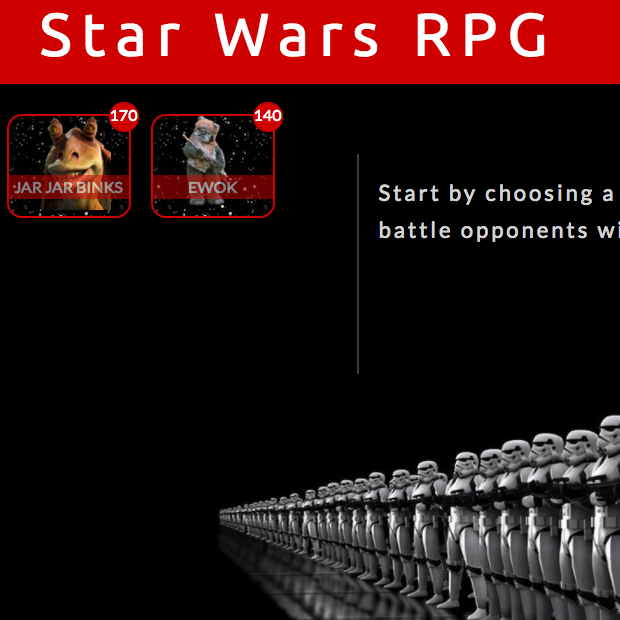 Star Wars RPG
170
140
JAR JAR BINKS
EWOK
Start by choosing a
battle opponents wi